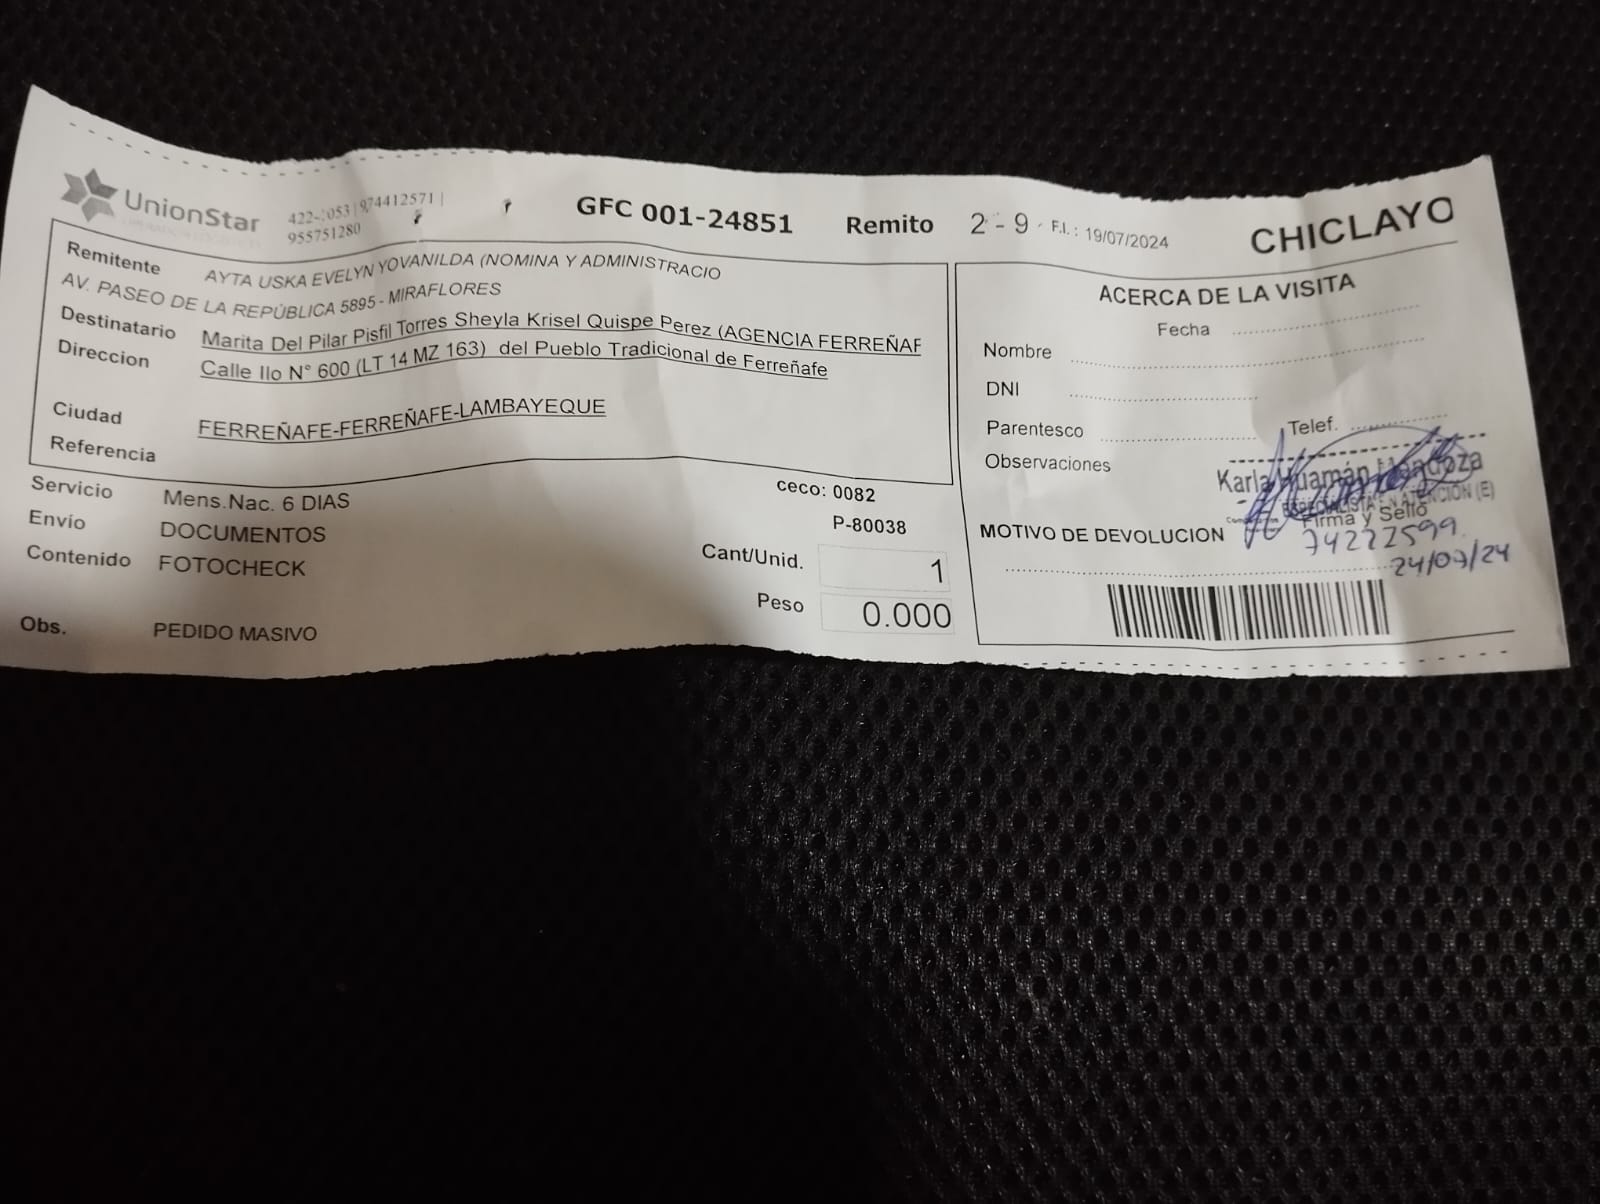 UnionStar
974412571 |
955751280
GFC 001-24851
Remito
2 - 9
F.I. : 19/07/2024
CHICLAYO
Remitente AYTA USKA EVELYN YOVANILDA (NOMINA Y ADMINISTRACIO
AV. PASEO DE LA REPÚBLICA 5895 - MIRAFLORES
Destinatario Marita Del Pilar Pisfil Torres Sheyla Krisel Quispe Perez (AGENCIA FERREÑAF
Direccion Calle Ilo N° 600 (LT 14 MZ 163) del Pueblo Tradicional de Ferreñafe
Ciudad FERREÑAFE-FERREÑAFE-LAMBAYEQUE
Referencia
Servicio Mens.Nac. 6 DIAS
ceco: 0082
Envío DOCUMENTOS
P-80038
Contenido FOTOCHECK
Cant/Unid. 1
Peso 0.000
Obs. PEDIDO MASIVO
ACERCA DE LA VISITA
Fecha
Nombre
DNI
Parentesco Telef.
Observaciones
Karla Huamán Mendoza
ESPECIALISTA EN ATENCIÓN (E)
Firma y Sello
MOTIVO DE DEVOLUCION
74222599
24/07/24